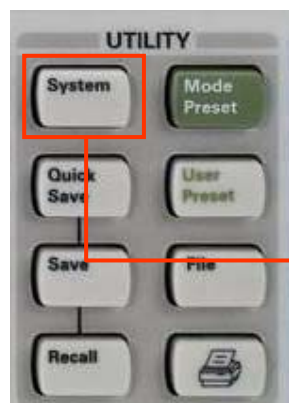 UTILITY
System
Mode
Preset
Quick
Save
User
Preset
Save
File
Recall